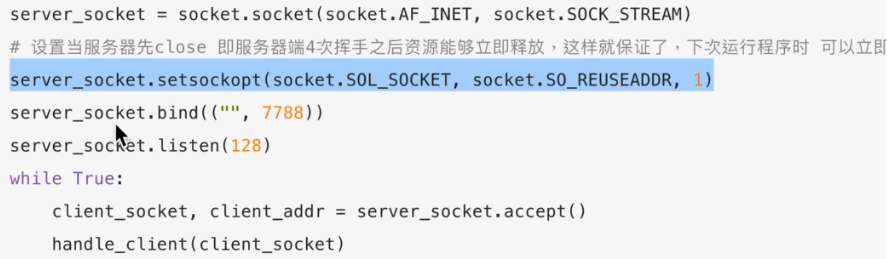 server_socket = socket.socket(socket.AF_INET, socket.SOCK_STREAM)
# 设置当服务器先close 即服务器端4次挥手之后资源能够立即释放，这样就保证了，下次运行程序时 可以立即
server_socket.setsockopt(socket.SOL_SOCKET, socket.SO_REUSEADDR, 1)
server_socket.bind(("", 7788))
server_socket.listen(128)
while True:
    client_socket, client_addr = server_socket.accept()
    handle_client(client_socket)